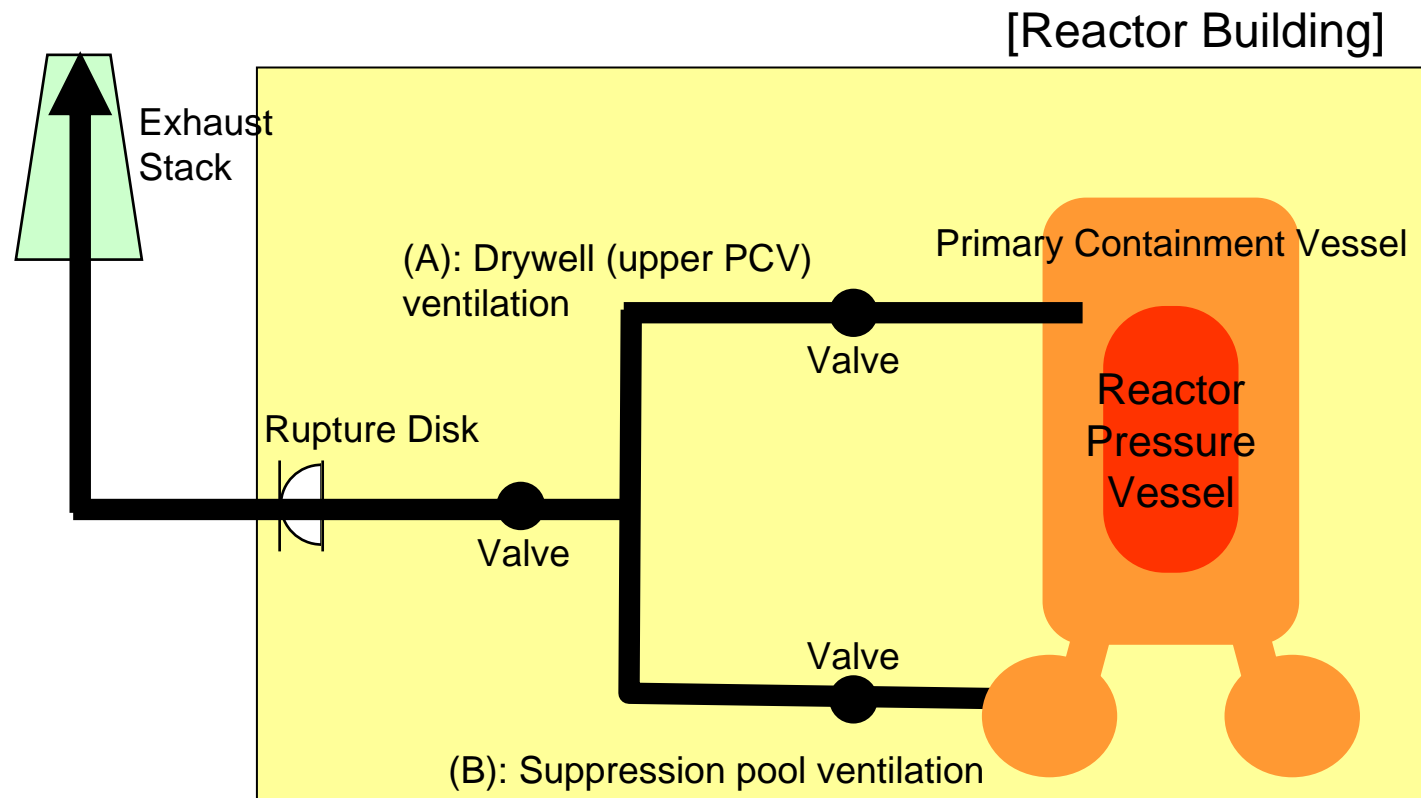 [Reactor Building]
Exhaust
Stack
(A): Drywell (upper PCV)
ventilation
Primary Containment Vessel
Valve
Reactor
Pressure
Vessel
Rupture Disk
Valve
Valve
(B): Suppression pool ventilation